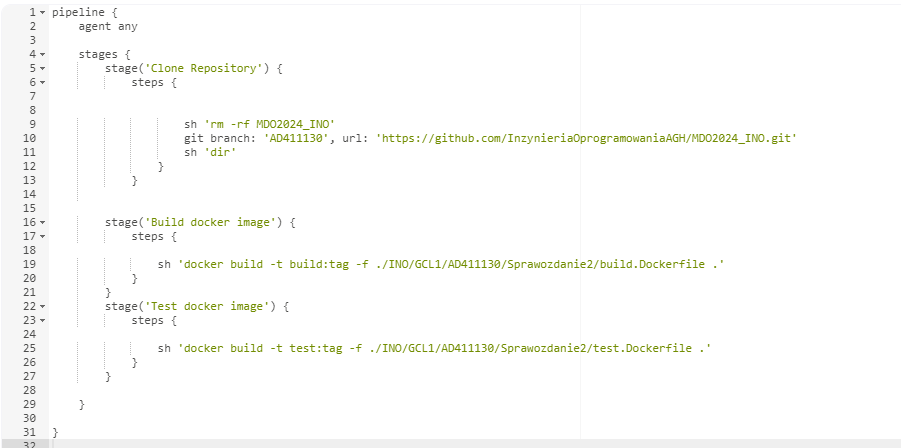 1 pipeline {
2     agent any
3
4     stages {
5         stage('Clone Repository') {
6             steps {
7
8
9                     sh 'rm -rf MDO2024_INO'
10                     git branch: 'AD411130', url: 'https://github.com/InzynieriaOprogramowaniaAGH/MDO2024_INO.git'
11                     sh 'dir'
12                 }
13             }
14
15
16         stage('Build docker image') {
17             steps {
18
19                 sh 'docker build -t build:tag -f ./INO/GCL1/AD411130/Sprawozdanie2/build.Dockerfile .'
20             }
21         }
22         stage('Test docker image') {
23             steps {
24
25                 sh 'docker build -t test:tag -f ./INO/GCL1/AD411130/Sprawozdanie2/test.Dockerfile .'
26             }
27         }
28
29     }
30
31 }
32